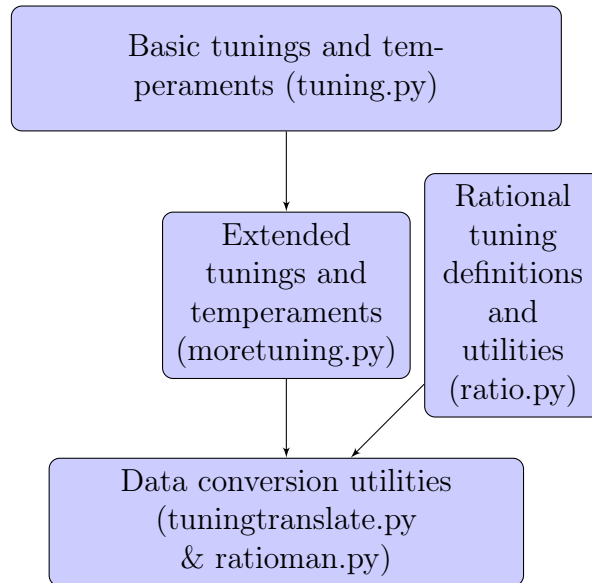 Basic tunings and tem-
peraments (tuning.py)
Extended
tunings and
temperaments
(moretuning.py)
Rational
tuning
definitions
and
utilities
(ratio.py)
Data conversion utilities
(tuningtranslate.py
& ratioman.py)